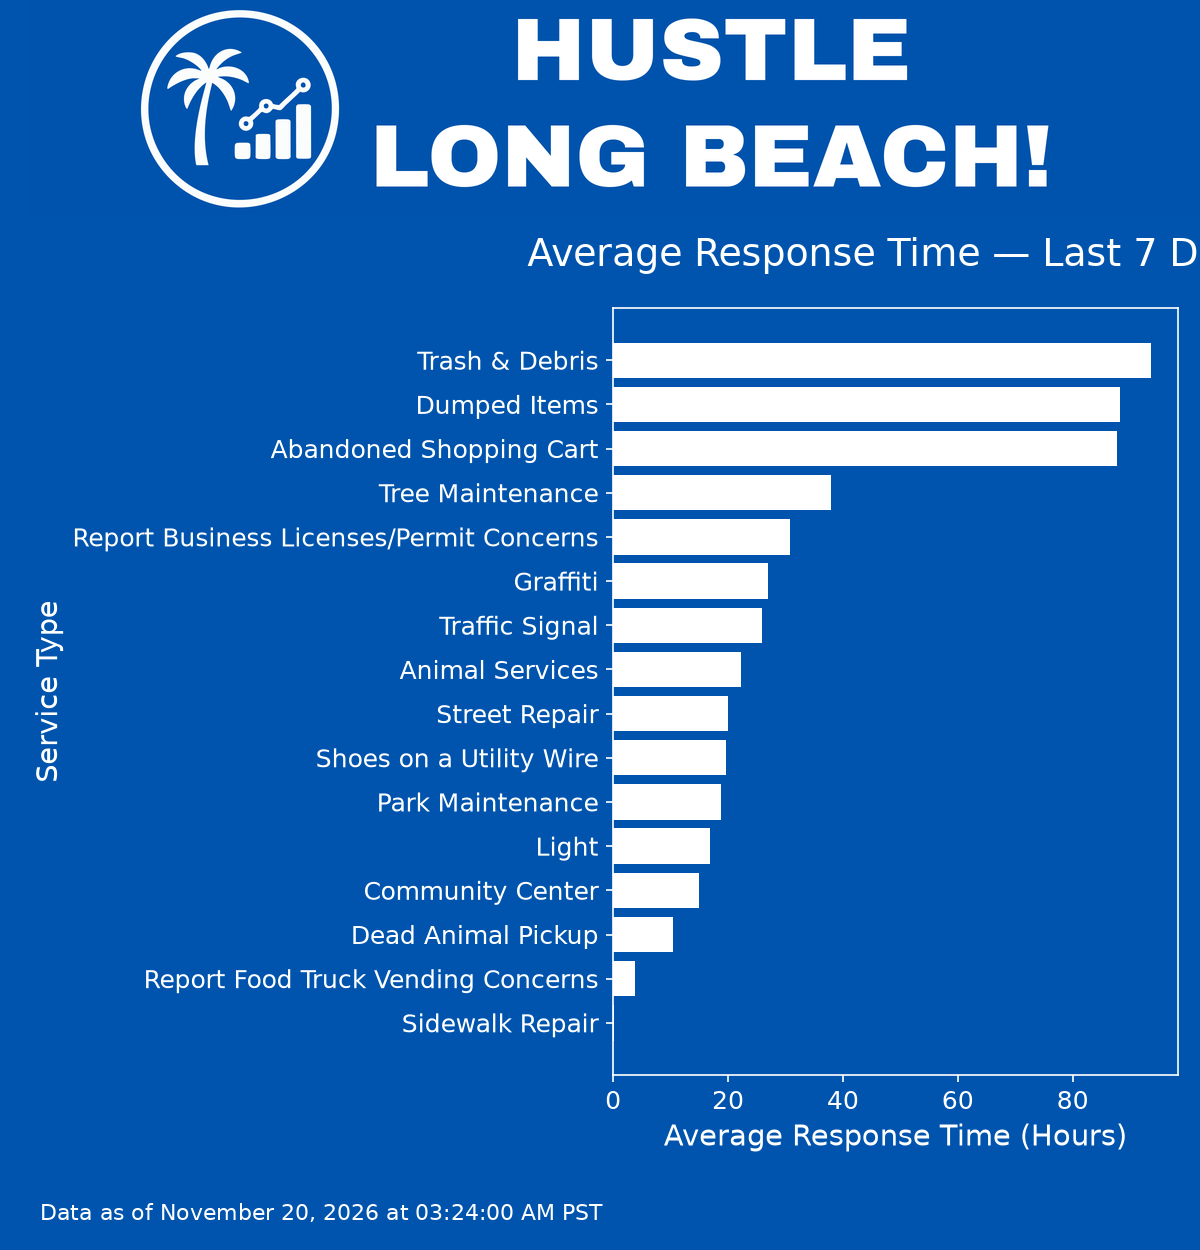 HUSTLE
LONG BEACH!
Average Response Time — Last 7 D
Trash & Debris
Dumped Items
Abandoned Shopping Cart
Tree Maintenance
Report Business Licenses/Permit Concerns
Graffiti
Traffic Signal
Animal Services
Street Repair
Shoes on a Utility Wire
Park Maintenance
Light
Community Center
Dead Animal Pickup
Report Food Truck Vending Concerns
Sidewalk Repair
Service Type
0 20 40 60 80
Average Response Time (Hours)
Data as of November 20, 2026 at 03:24:00 AM PST